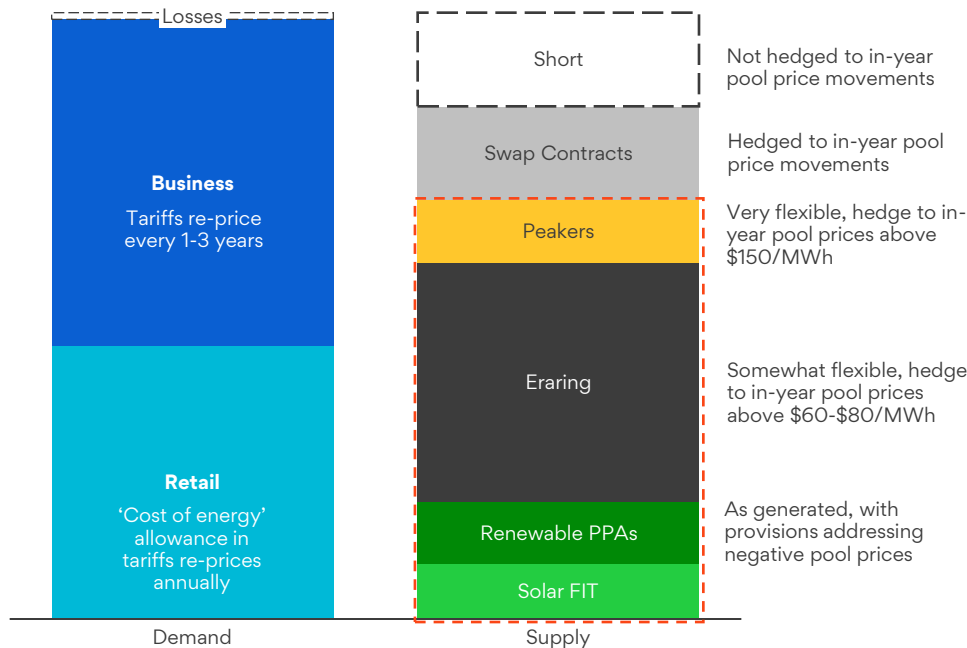 Losses
Business
Tariffs re-price
every 1-3 years
Retail
‘Cost of energy’
allowance in
tariffs re-prices
annually
Demand
Short
Swap Contracts
Peakers
Eraring
Renewable PPAs
Solar FIT
Supply
Not hedged to in-year
pool price movements
Hedged to in-year pool
price movements
Very flexible, hedge to in-
year pool prices above
$150/MWh
Somewhat flexible, hedge
to in-year pool prices
above $60-$80/MWh
As generated, with
provisions addressing
negative pool prices